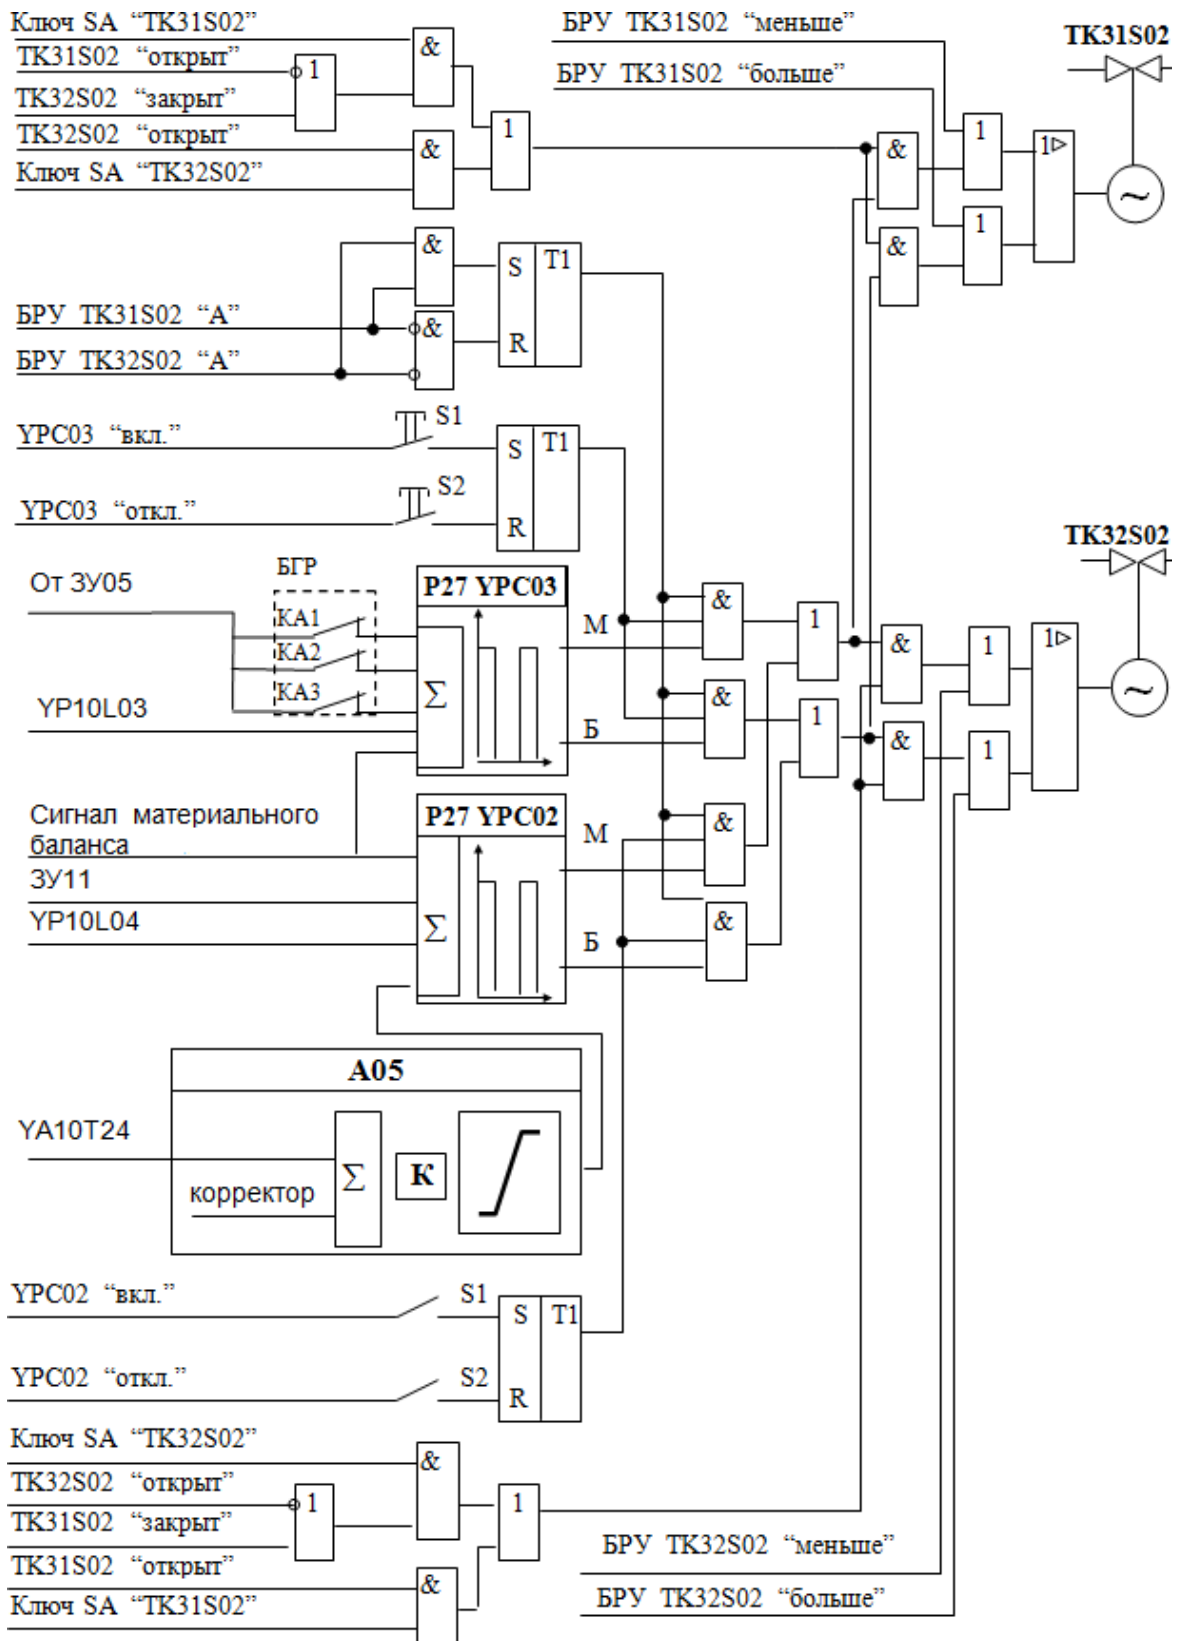 Ключ SA “TK31S02”
TK31S02 “открыт”
TK32S02 “закрыт”
TK32S02 “открыт”
Ключ SA “TK32S02”
&
1
&
1
БРУ TK31S02 “меньше”
БРУ TK31S02 “больше”
TK31S02
&
1
1
&
1
~
БРУ TK31S02 “А”
БРУ TK32S02 “А”
&
&
S T1
R
YPC03 “вкл.”
S1
YPC03 “откл.”
S2
S T1
R
TK32S02
От ЗУ05
БГР
KA1
KA2
KA3
YP10L03
P27 YPC03
Σ
М
Б
&
&
1
1
&
&
1
1
1
~
Сигнал материального
баланса
ЗУ11
YP10L04
P27 YPC02
Σ
М
Б
&
&
A05
YA10T24
корректор
Σ
К
YPC02 “вкл.”
S1
YPC02 “откл.”
S2
S T1
R
Ключ SA “TK32S02”
TK32S02 “открыт”
TK31S02 “закрыт”
TK31S02 “открыт”
Ключ SA “TK31S02”
&
1
&
1
БРУ TK32S02 “меньше”
БРУ TK32S02 “больше”